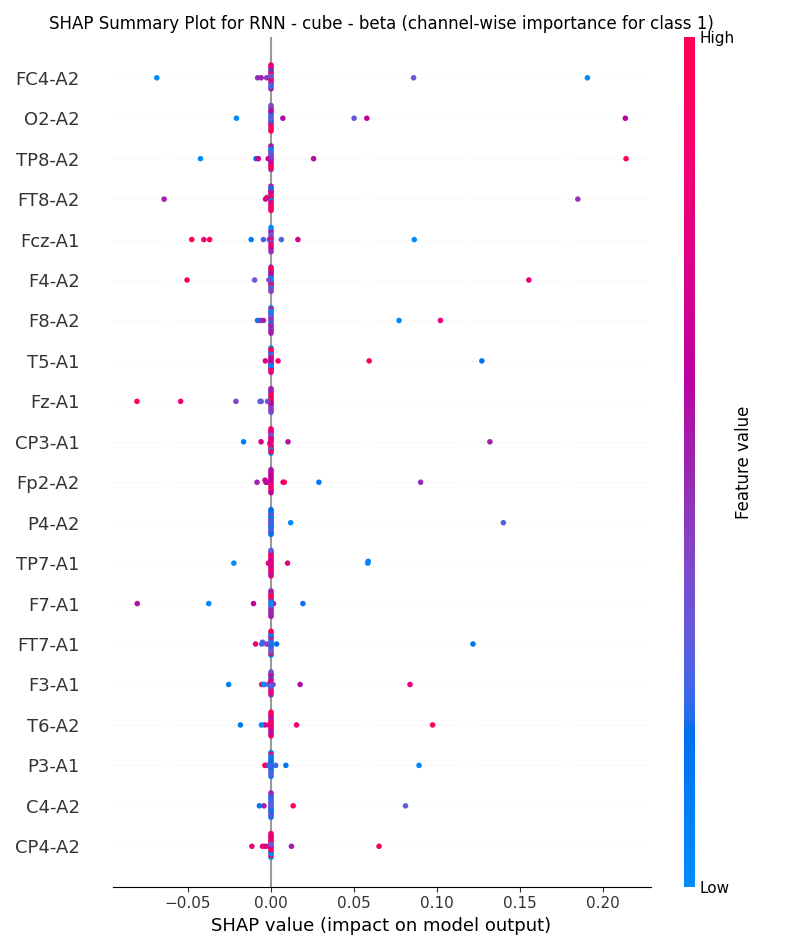 SHAP Summary Plot for RNN - cube - beta (channel-wise importance for class 1)
High
FC4-A2
O2-A2
TP8-A2
FT8-A2
Fcz-A1
F4-A2
F8-A2
T5-A1
Fz-A1
CP3-A1
Fp2-A2
P4-A2
TP7-A1
F7-A1
FT7-A1
F3-A1
T6-A2
P3-A1
C4-A2
CP4-A2
Feature value
Low
−0.05 0.00 0.05 0.10 0.15 0.20
SHAP value (impact on model output)